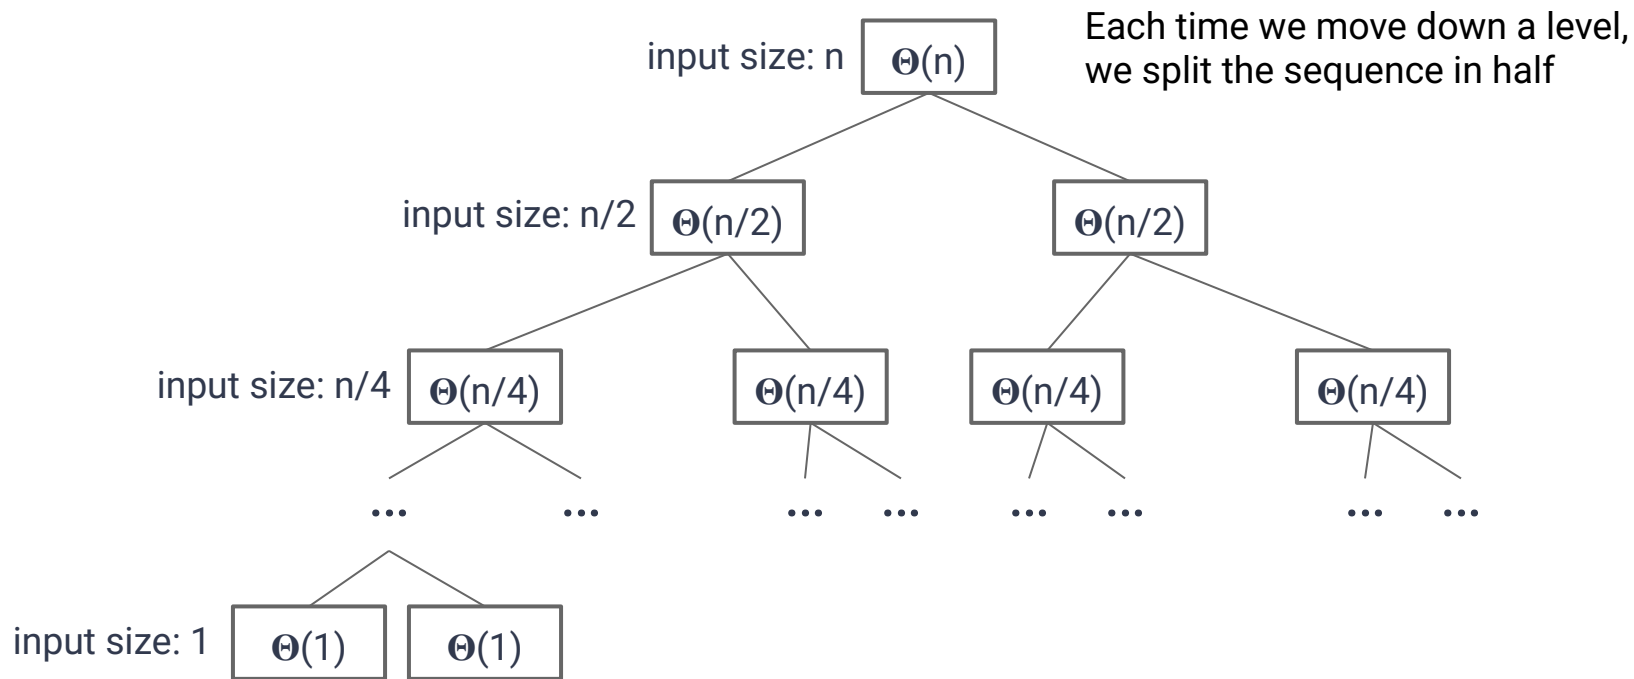 Each time we move down a level,
we split the sequence in half
input size: n Θ(n)
input size: n/2 Θ(n/2) Θ(n/2)
input size: n/4 Θ(n/4) Θ(n/4) Θ(n/4) Θ(n/4)
... ... ... ... ... ... ... ...
input size: 1 Θ(1) Θ(1)